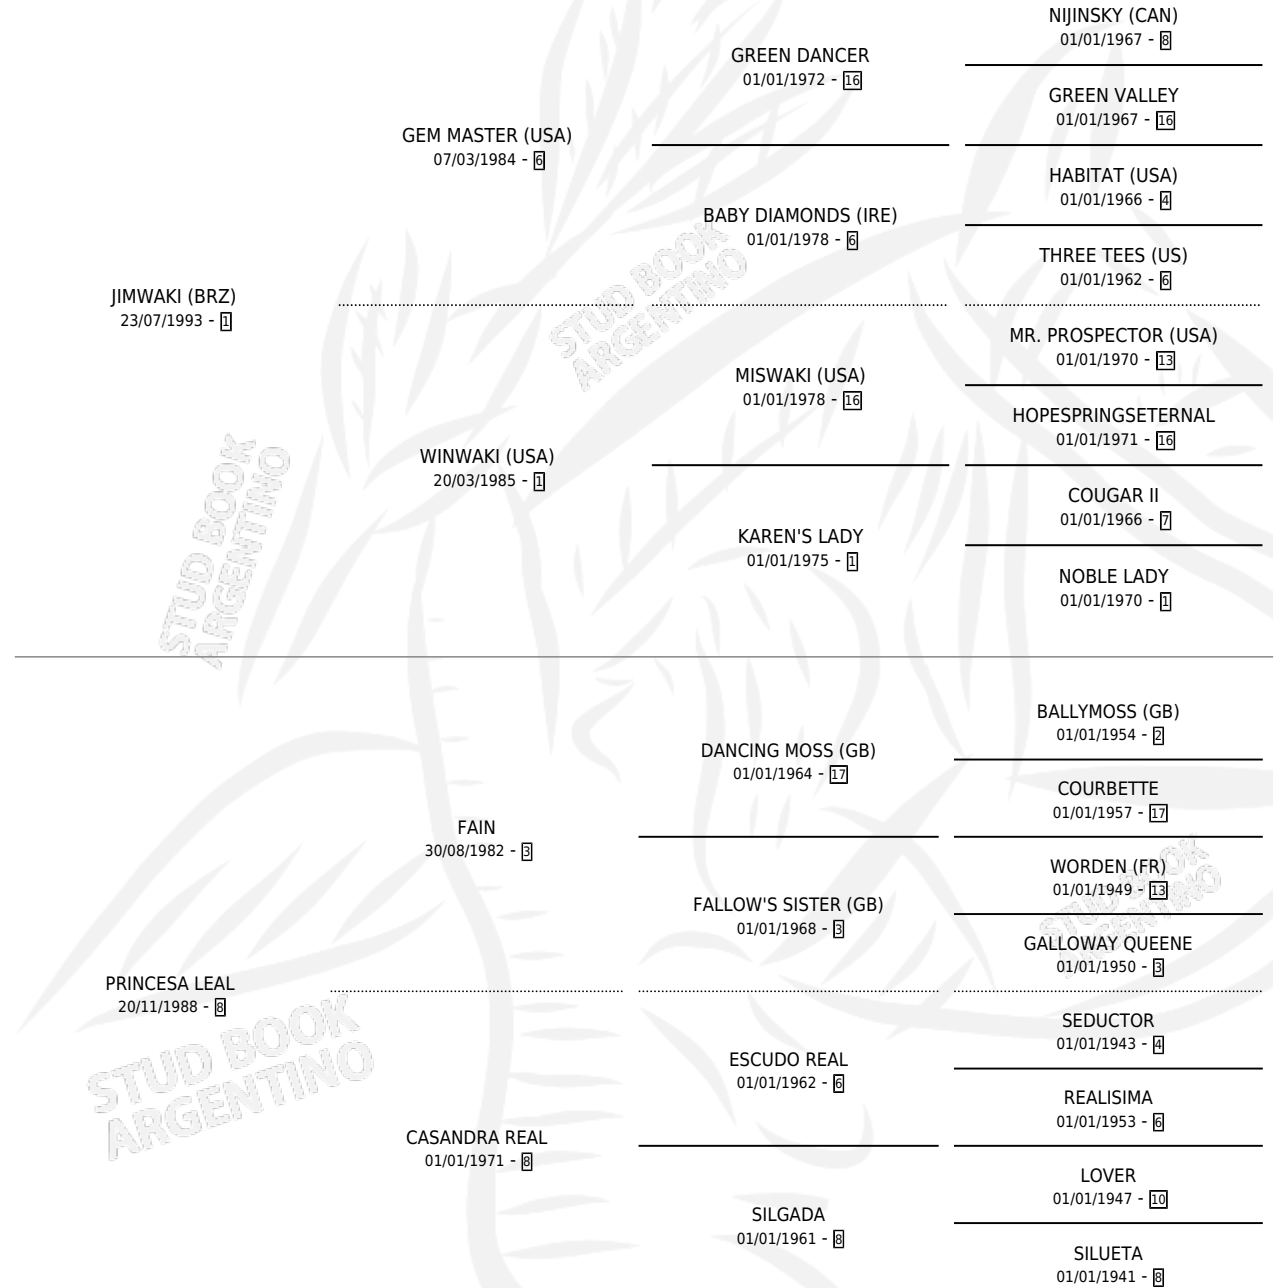 NIJINSKY (CAN)
01/01/1967 - 8
GREEN DANCER
01/01/1972 - 16
GREEN VALLEY
01/01/1967 - 16
GEM MASTER (USA)
07/03/1984 - 6
HABITAT (USA)
01/01/1966 - 4
BABY DIAMONDS (IRE)
01/01/1978 - 6
THREE TEES (US)
01/01/1962 - 6
JIMWAKI (BRZ)
23/07/1993 - 1
MR. PROSPECTOR (USA)
01/01/1970 - 13
MISWAKI (USA)
01/01/1978 - 16
HOPESPRINGSETERNAL
01/01/1971 - 16
WINWAKI (USA)
20/03/1985 - 1
COUGAR II
01/01/1966 - 7
KAREN'S LADY
01/01/1975 - 1
NOBLE LADY
01/01/1970 - 1
BALLYMOSS (GB)
01/01/1954 - 2
DANCING MOSS (GB)
01/01/1964 - 17
COURBETTE
01/01/1957 - 17
FAIN
30/08/1982 - 3
WORDEN (FR)
01/01/1949 - 13
FALLOW'S SISTER (GB)
01/01/1968 - 3
GALLOWAY QUEENE
01/01/1950 - 3
PRINCESA LEAL
20/11/1988 - 8
SEDUCTOR
01/01/1943 - 4
ESCUDO REAL
01/01/1962 - 6
REALISIMA
01/01/1953 - 6
CASANDRA REAL
01/01/1971 - 8
LOVER
01/01/1947 - 10
SILGADA
01/01/1961 - 8
SILUETA
01/01/1941 - 8
STUD BOOK
ARGENTINO
STUD BOOK
ARGENTINO
STUD BOOK
ARGENTINO
STUD BOOK
ARGENTINO